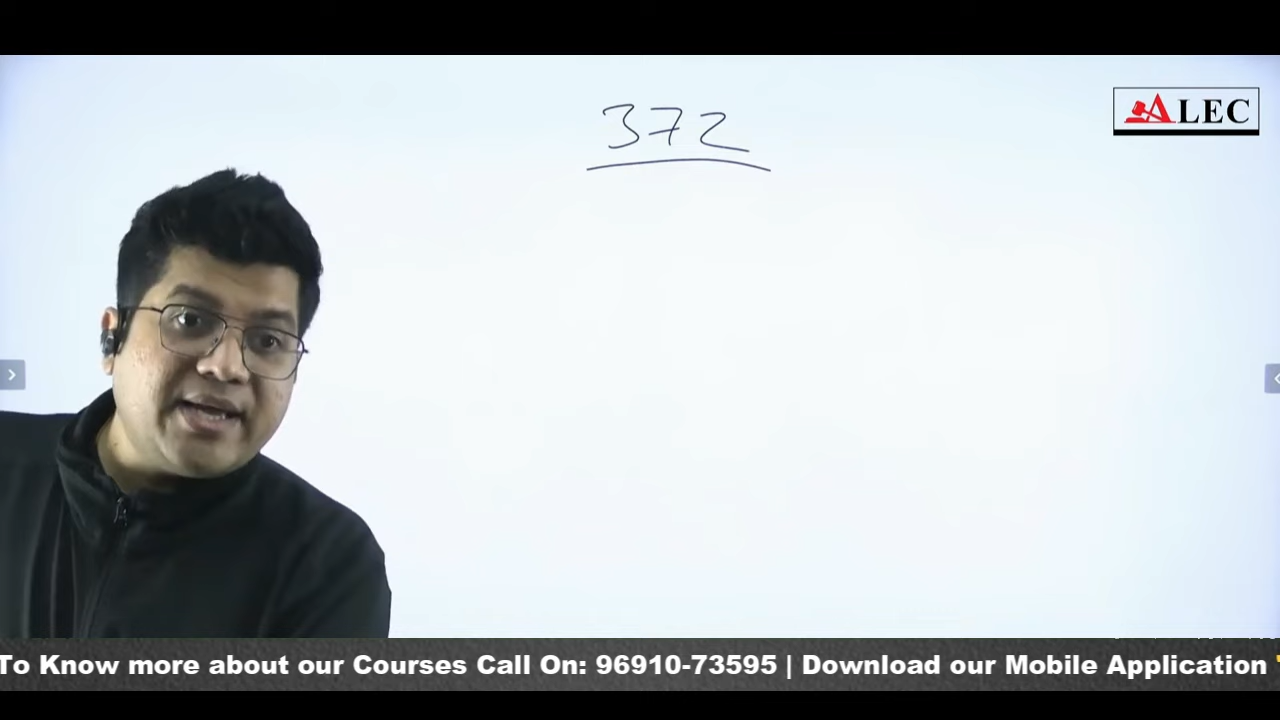 372
ALEC
To Know more about our Courses Call On: 96910-73595 | Download our Mobile Application